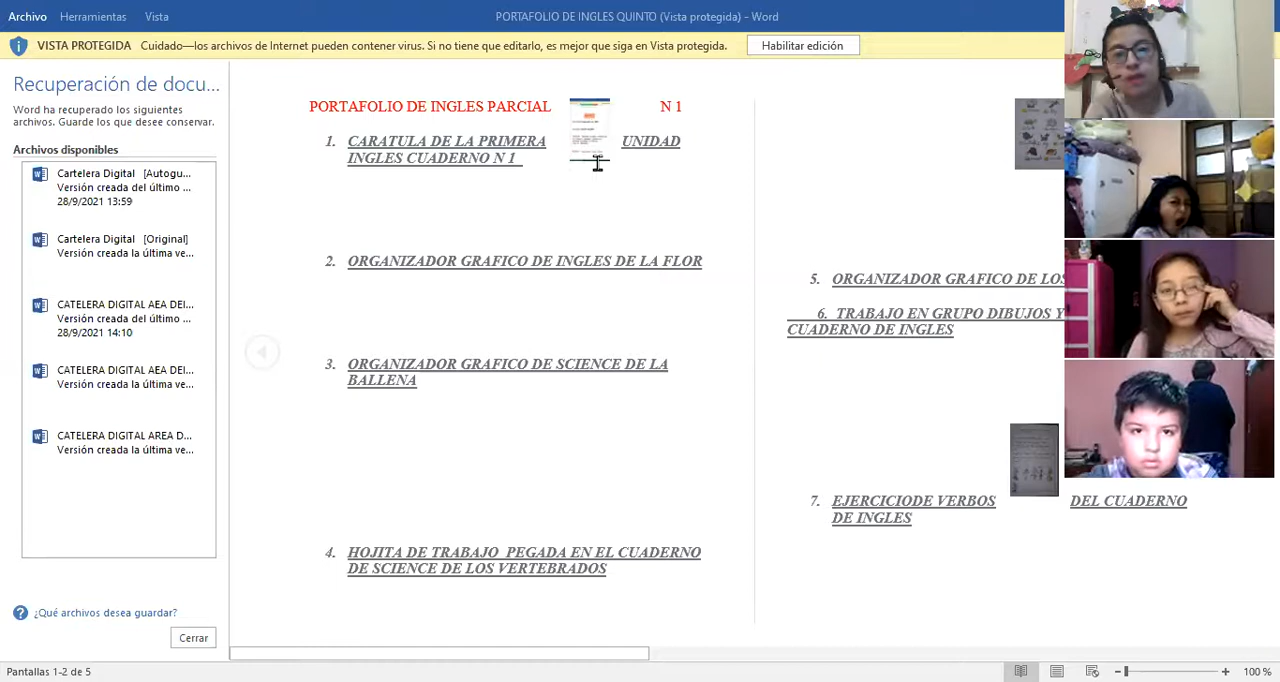 Archivo Herramientas Vista PORTAFOLIO DE INGLES QUINTO (Vista protegida) - Word
VISTA PROTEGIDA Cuidado—los archivos de Internet pueden contener virus. Si no tiene que editarlo, es mejor que siga en Vista protegida. Habilitar edición
Recuperación de docu...
Word ha recuperado los siguientes
archivos. Guarde los que desee conservar.
Archivos disponibles
Cartelera Digital [Autogu...
Versión creada del último ...
28/9/2021 13:59
Cartelera Digital [Original]
Versión creada la última ve...
CATELERA DIGITAL AEA DEI...
Versión creada del último ...
28/9/2021 14:10
CATELERA DIGITAL AEA DEI...
Versión creada la última ve...
CATELERA DIGITAL AREA D...
Versión creada la última ve...
¿Qué archivos desea guardar?
Cerrar
PORTAFOLIO DE INGLES PARCIAL N 1
1. CARATULA DE LA PRIMERA UNIDAD
INGLES CUADERNO N 1
2. ORGANIZADOR GRAFICO DE INGLES DE LA FLOR
3. ORGANIZADOR GRAFICO DE SCIENCE DE LA
BALLENA
4. HOJITA DE TRABAJO PEGADA EN EL CUADERNO
DE SCIENCE DE LOS VERTEBRADOS
5. ORGANIZADOR GRAFICO DE LOS
6. TRABAJO EN GRUPO DIBUJOS Y
CUADERNO DE INGLES
7. EJERCICIODE VERBOS DEL CUADERNO
DE INGLES
Pantallas 1-2 de 5 100 %